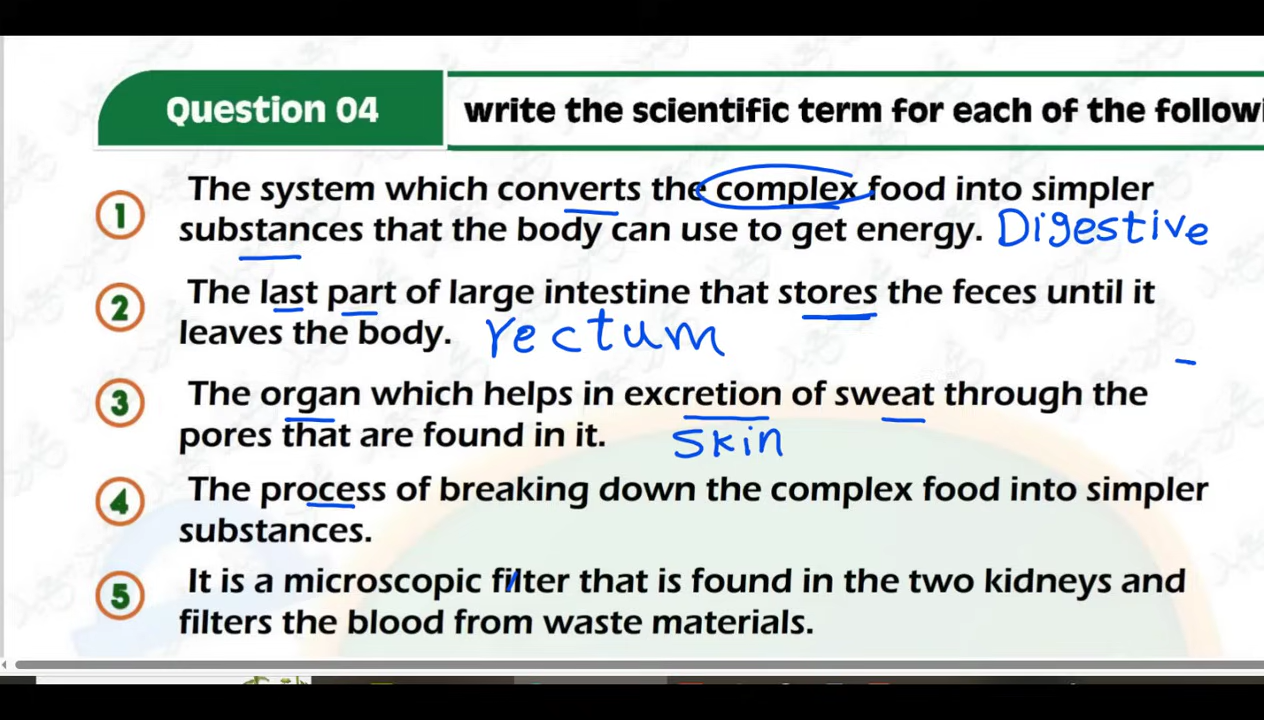 Question 04
write the scientific term for each of the followi
1 The system which converts the complex food into simpler
substances that the body can use to get energy. Digestive
2 The last part of large intestine that stores the feces until it
leaves the body. rectum
3 The organ which helps in excretion of sweat through the
pores that are found in it. skin
4 The process of breaking down the complex food into simpler
substances.
5 It is a microscopic filter that is found in the two kidneys and
filters the blood from waste materials.